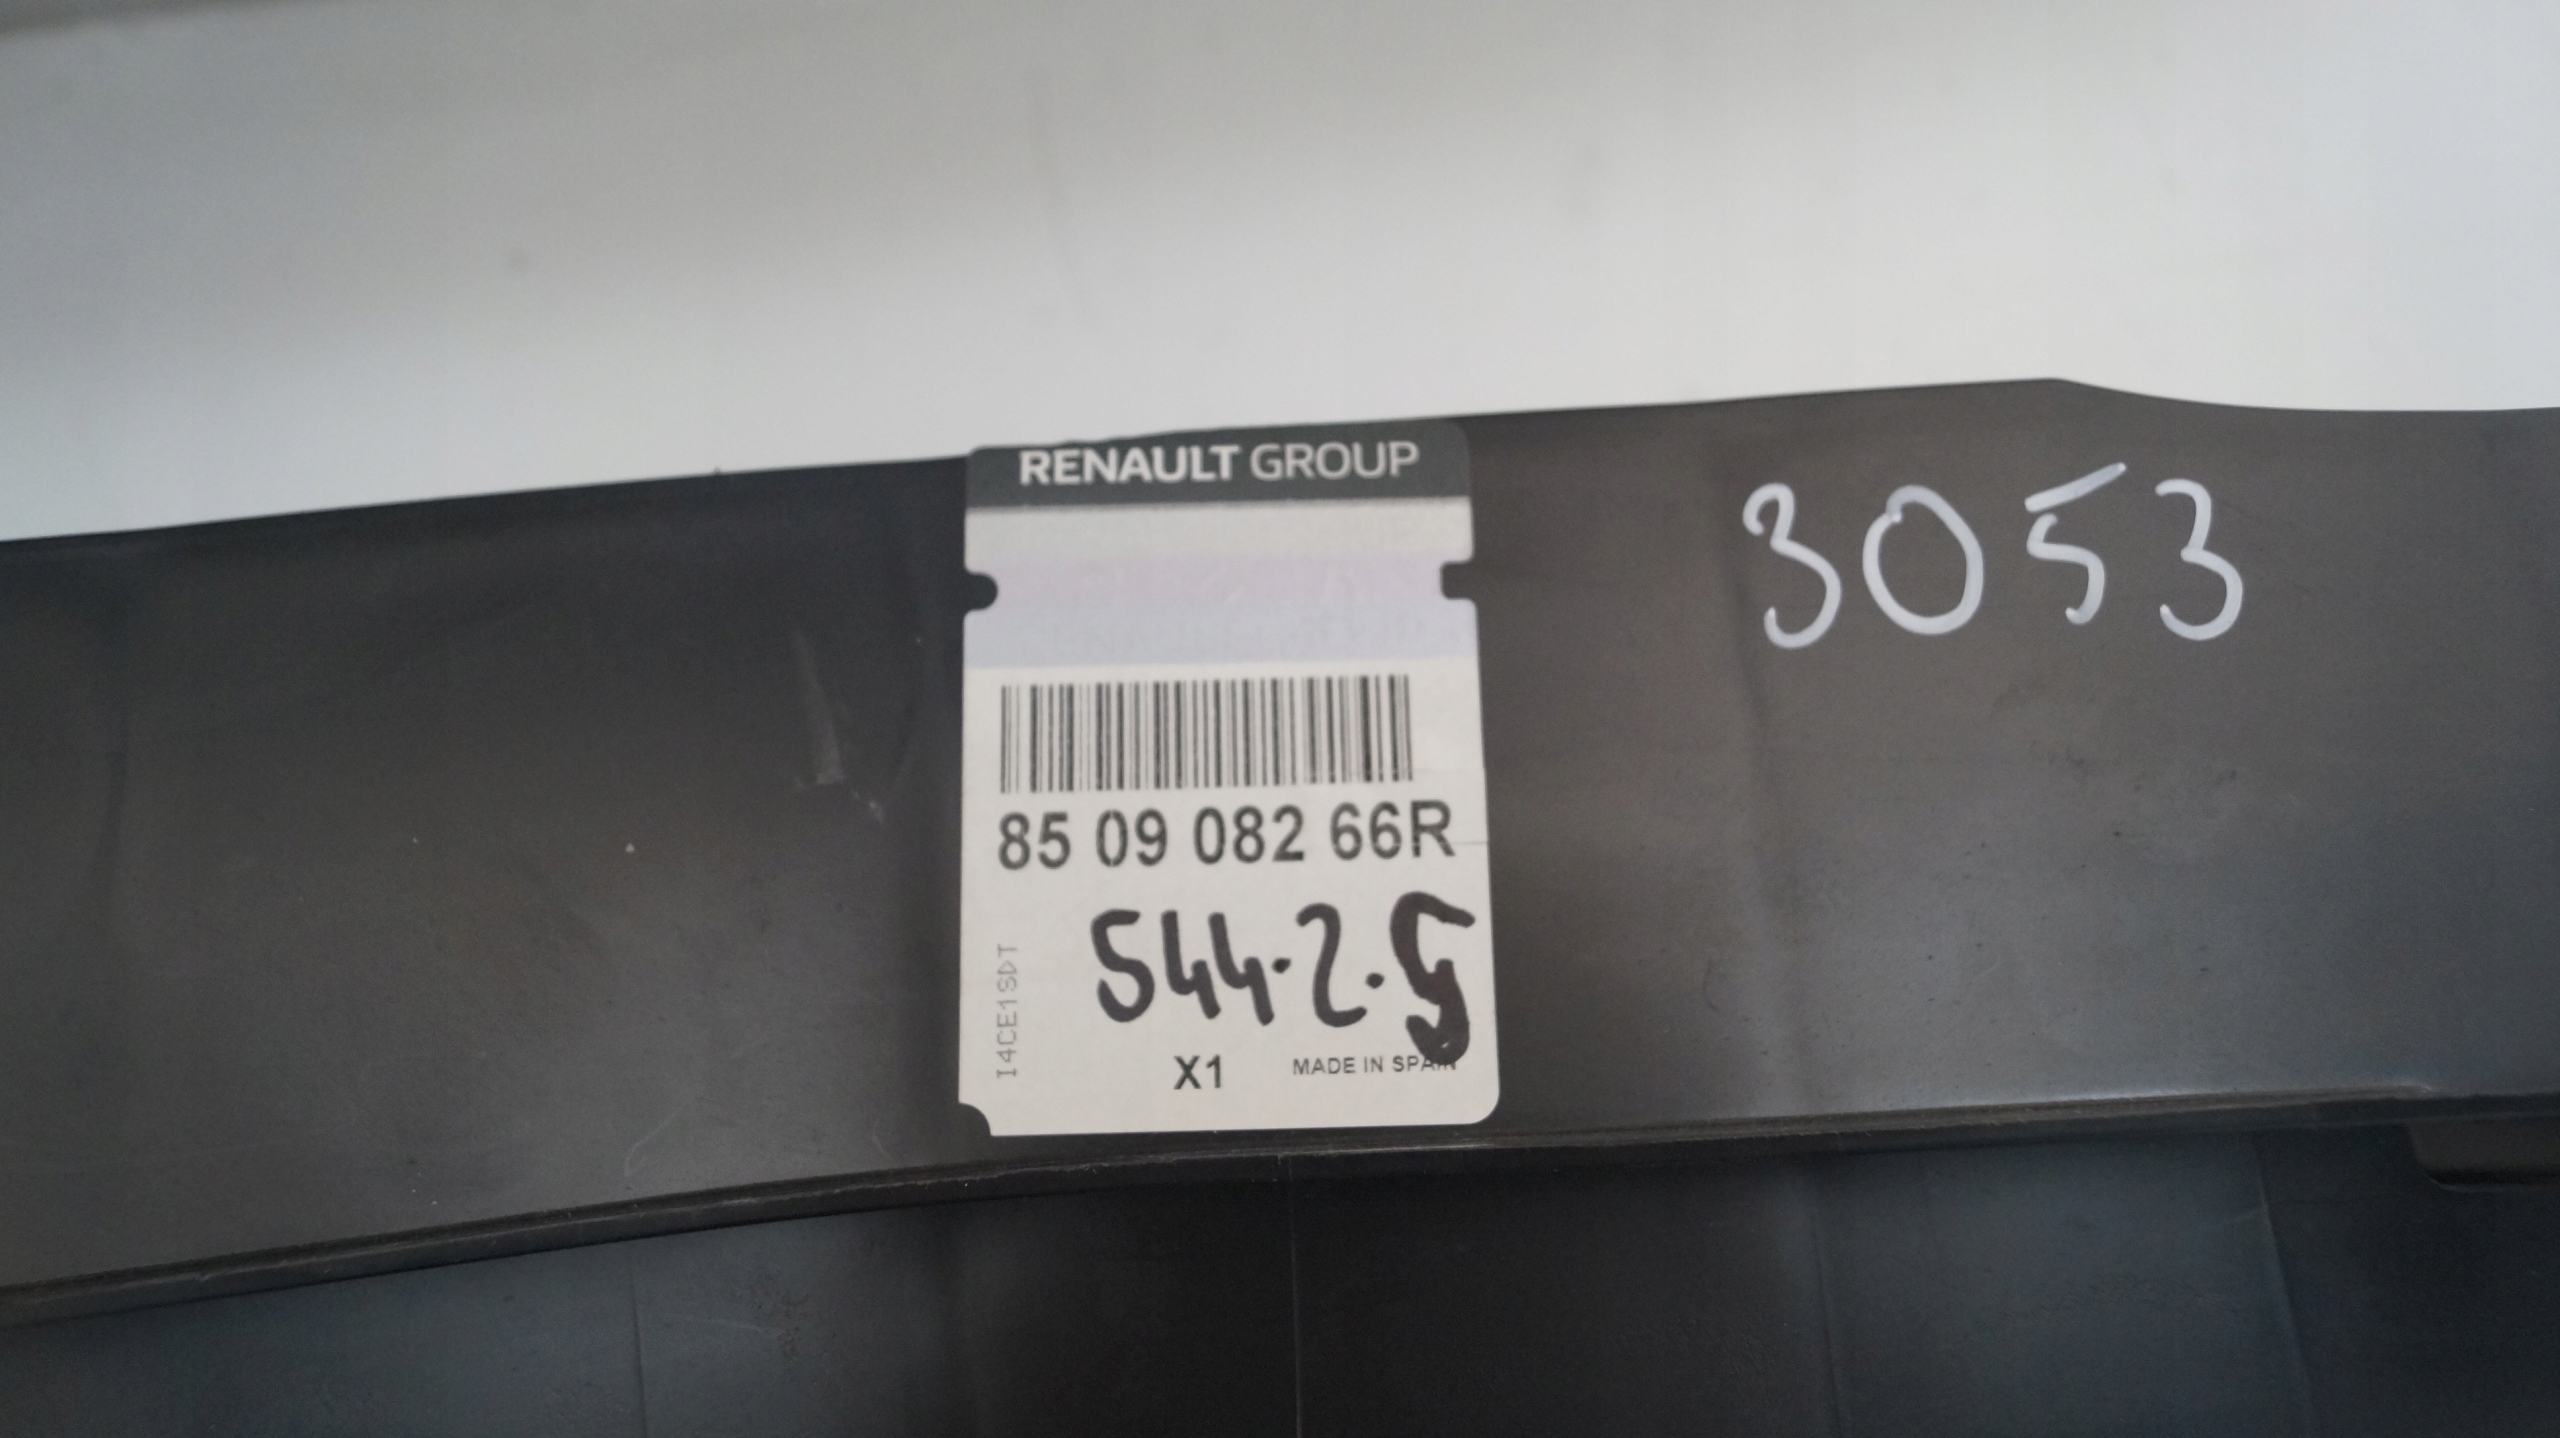 RENAULT GROUP
3053
85 09 082 66R
544.2.5
I4CE1SDT
X1
MADE IN SPAIN